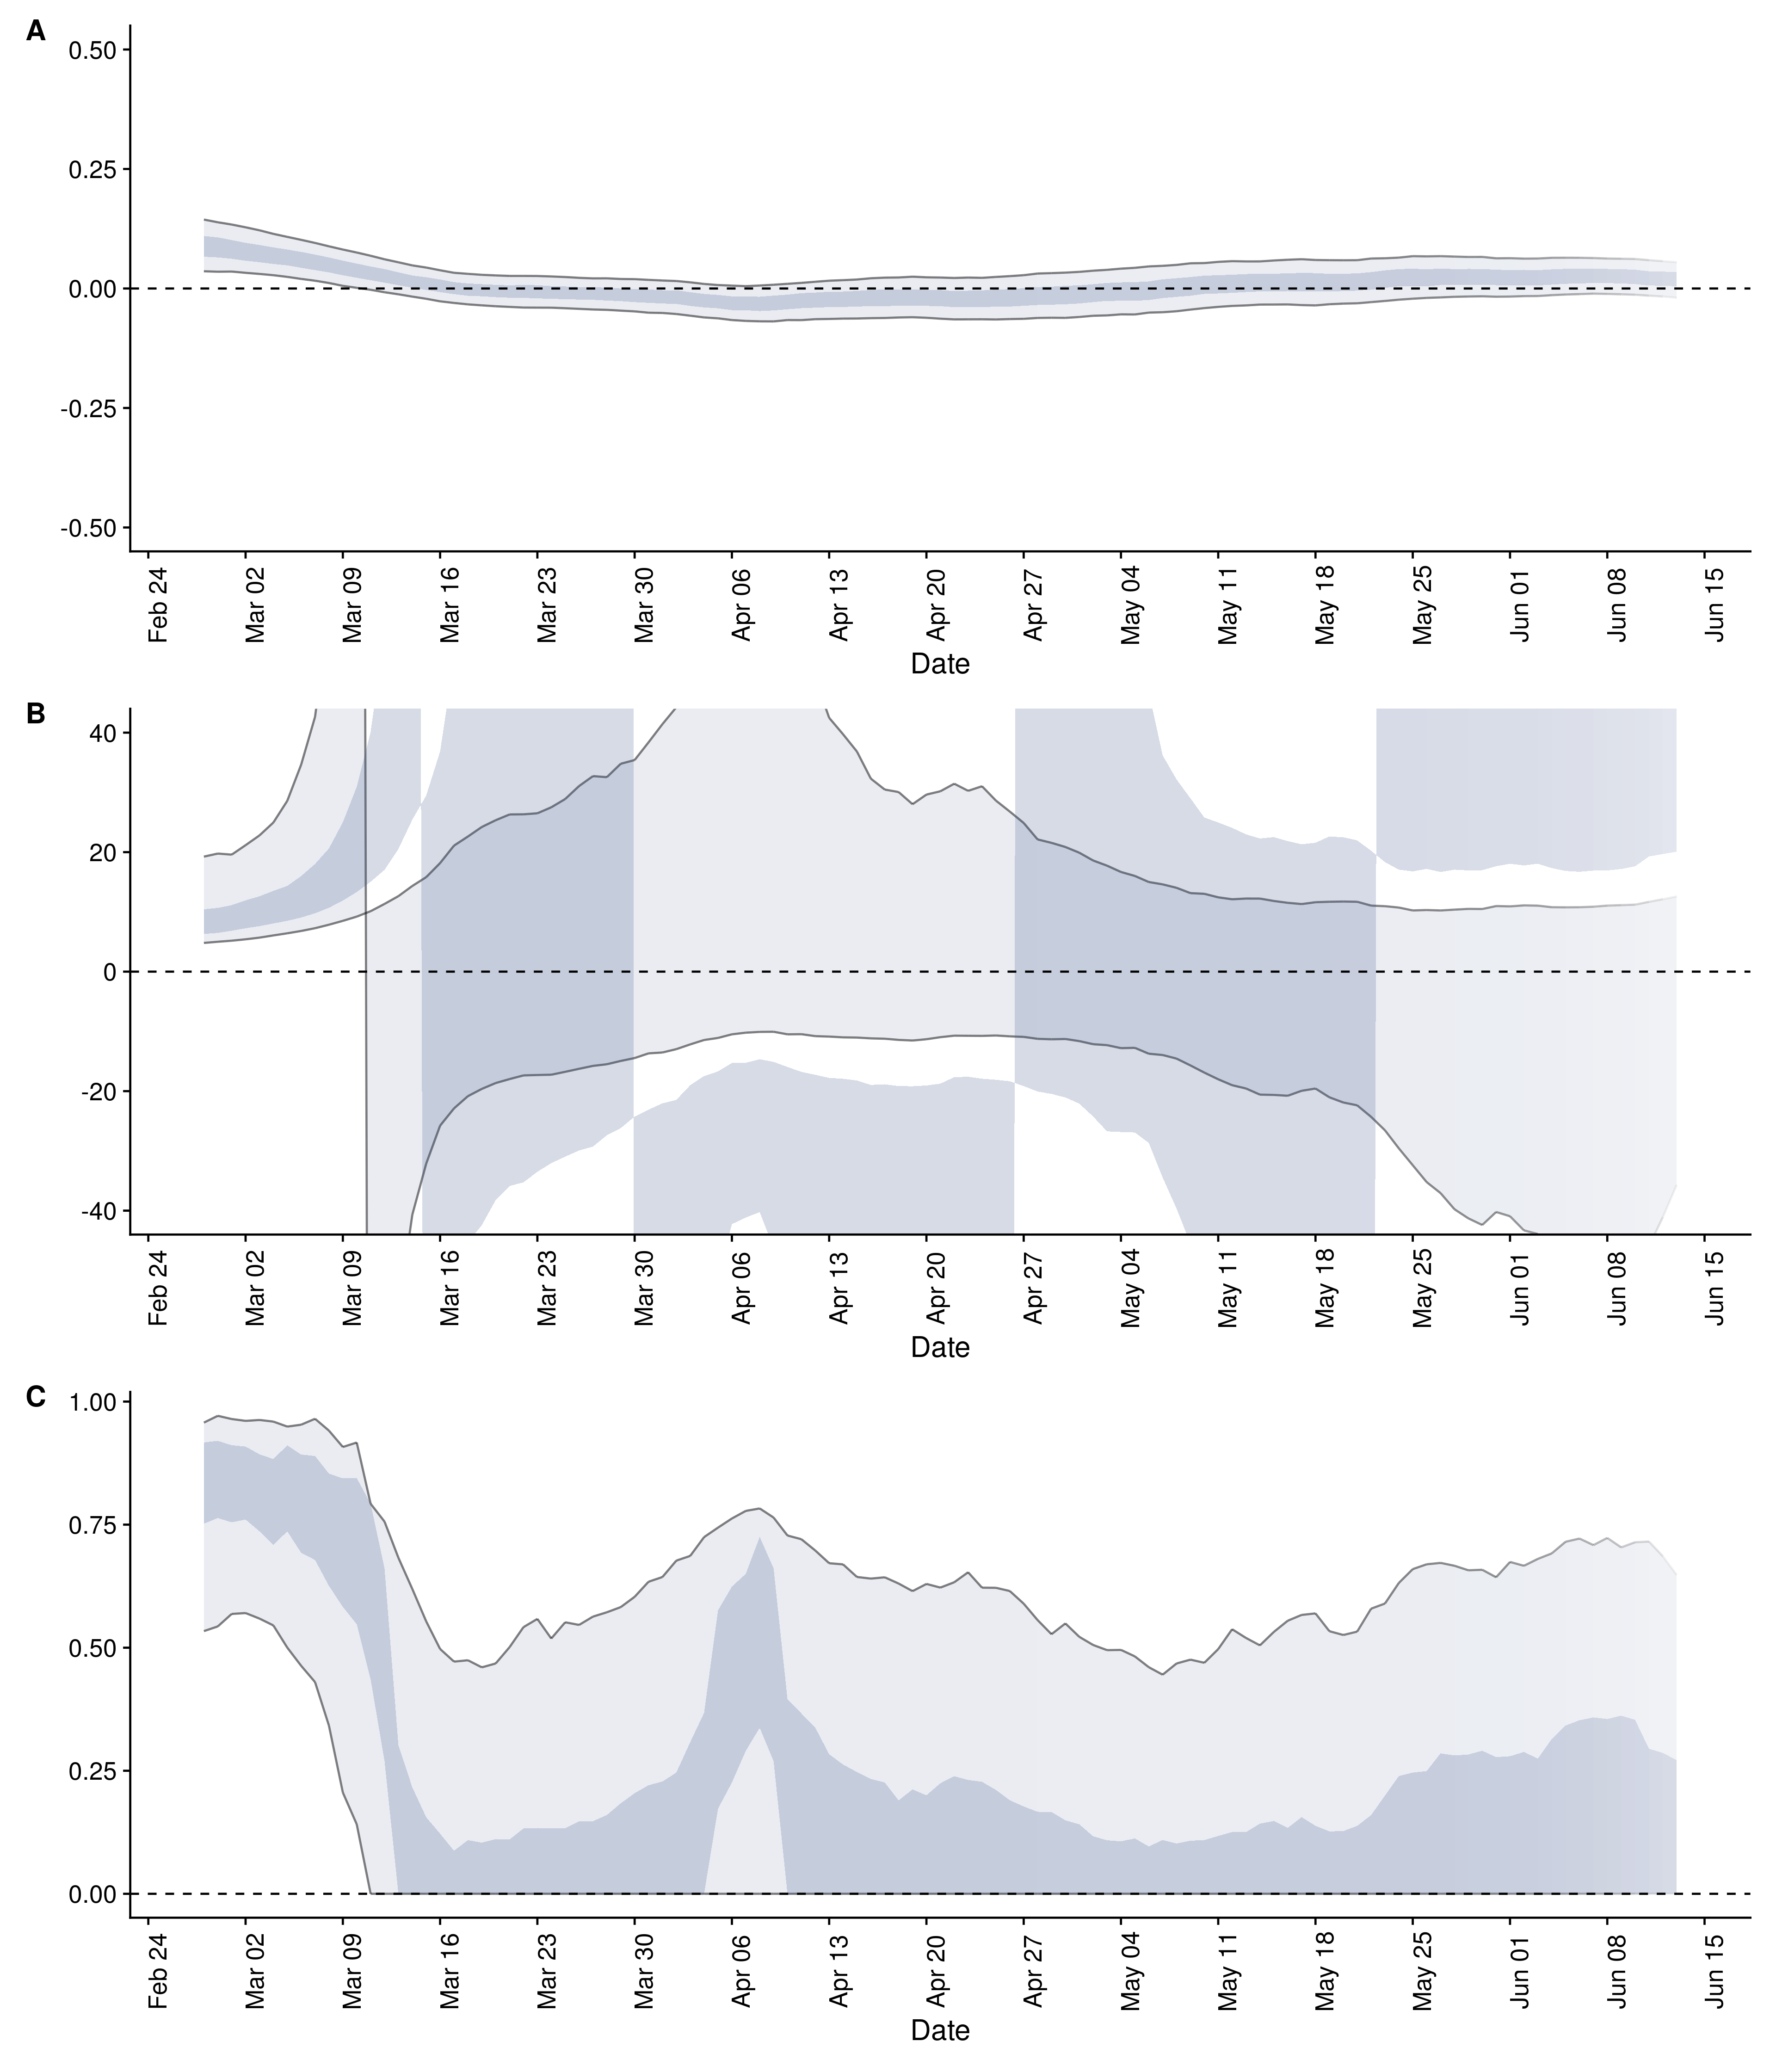 A
0.50
0.25
0.00
-0.25
-0.50
Feb 24
Mar 02
Mar 09
Mar 16
Mar 23
Mar 30
Apr 06
Apr 13
Apr 20
Apr 27
May 04
May 11
May 18
May 25
Jun 01
Jun 08
Jun 15
Date
B
40
20
0
-20
-40
Feb 24
Mar 02
Mar 09
Mar 16
Mar 23
Mar 30
Apr 06
Apr 13
Apr 20
Apr 27
May 04
May 11
May 18
May 25
Jun 01
Jun 08
Jun 15
Date
C
1.00
0.75
0.50
0.25
0.00
Feb 24
Mar 02
Mar 09
Mar 16
Mar 23
Mar 30
Apr 06
Apr 13
Apr 20
Apr 27
May 04
May 11
May 18
May 25
Jun 01
Jun 08
Jun 15
Date